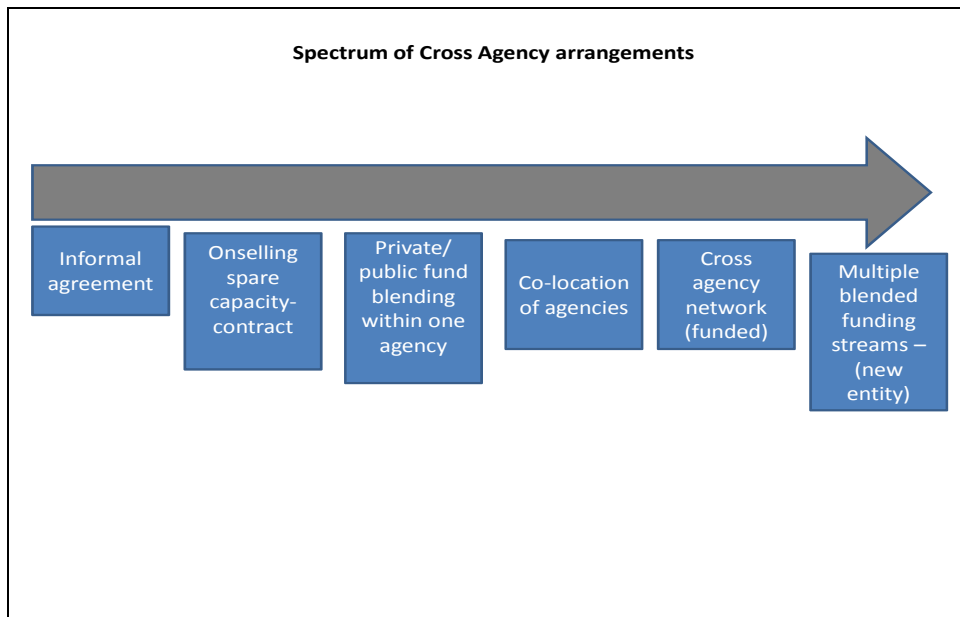 Spectrum of Cross Agency arrangements
Informal
agreement
Onselling
spare
capacity-
contract
Private/
public fund
blending
within one
agency
Co-location
of agencies
Cross
agency
network
(funded)
Multiple
blended
funding
streams –
(new
entity)